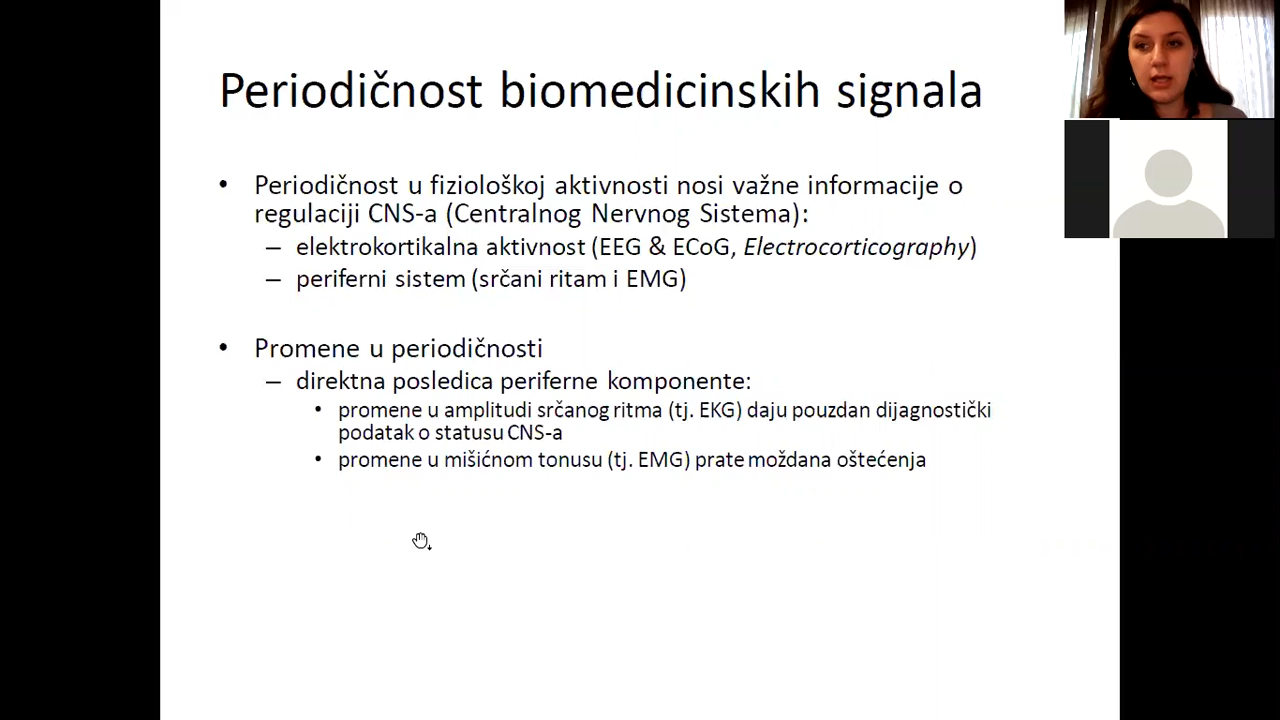 Periodičnost biomedicinskih signala
• Periodičnost u fiziološkoj aktivnosti nosi važne informacije o
regulaciji CNS-a (Centralnog Nervnog Sistema):
– elektrokortikalna aktivnost (EEG & ECoG, Electrocorticography)
– periferni sistem (srčani ritam i EMG)
• Promene u periodičnosti
– direktna posledica periferne komponente:
• promene u amplitudi srčanog ritma (tj. EKG) daju pouzdan dijagnostički
podatak o statusu CNS-a
• promene u mišićnom tonusu (tj. EMG) prate moždana oštećenja